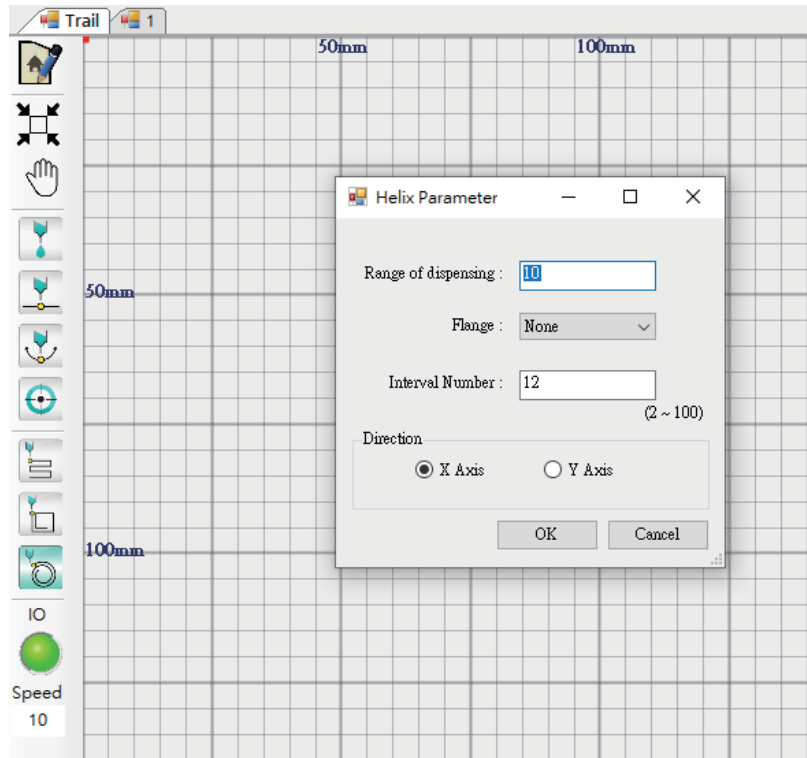 Trail 1
50mm 100mm
Helix Parameter
Range of dispensing : 10
50mm
Flange : None
Interval Number : 12
(2 ~ 100)
Direction
X Axis Y Axis
OK Cancel
100mm
IO
Speed
10